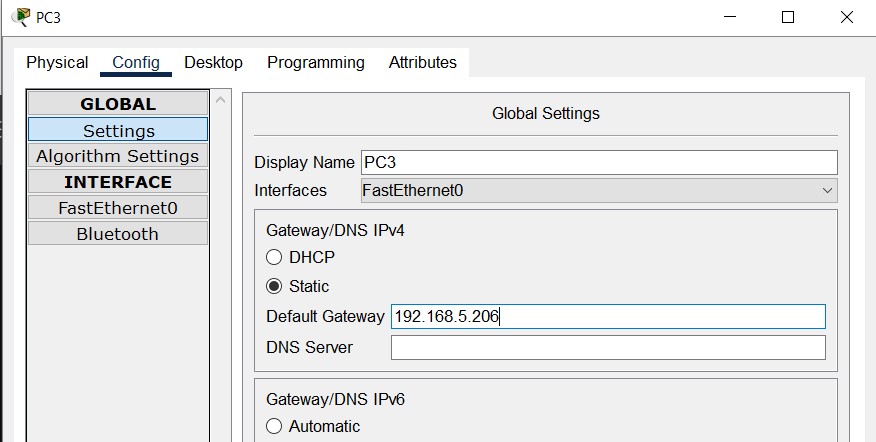 PC3
Physical Config Desktop Programming Attributes
GLOBAL
Settings
Algorithm Settings
INTERFACE
FastEthernet0
Bluetooth
Global Settings
Display Name PC3
Interfaces FastEthernet0
Gateway/DNS IPv4
DHCP
Static
Default Gateway 192.168.5.206
DNS Server
Gateway/DNS IPv6
Automatic